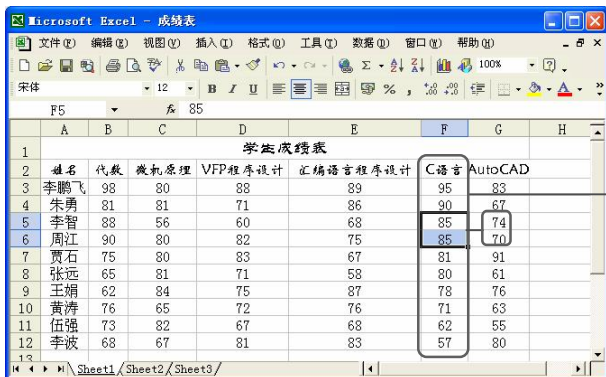 Microsoft Excel - 成绩表
文件(F) 编辑(E) 视图(V) 插入(I) 格式(O) 工具(T) 数据(D) 窗口(W) 帮助(H)
100%
宋体 12 B I U % ,
F5 fx 85
A B C D E F G H
1 学生成绩表
2 姓名 代数 微机原理 VFP程序设计 汇编语言程序设计 C语言 AutoCAD
3 李鹏飞 98 80 88 89 95 83
4 朱勇 81 81 71 86 90 67
5 李智 88 56 60 68 85 74
6 周江 90 80 82 75 85 70
7 贾石 75 80 83 67 81 91
8 张远 65 81 71 58 80 61
9 王娟 62 84 75 87 78 76
10 黄涛 76 65 72 76 71 63
11 伍强 73 82 67 68 62 55
12 李波 68 67 81 83 57 80
13
Sheet1 / Sheet2 / Sheet3 /